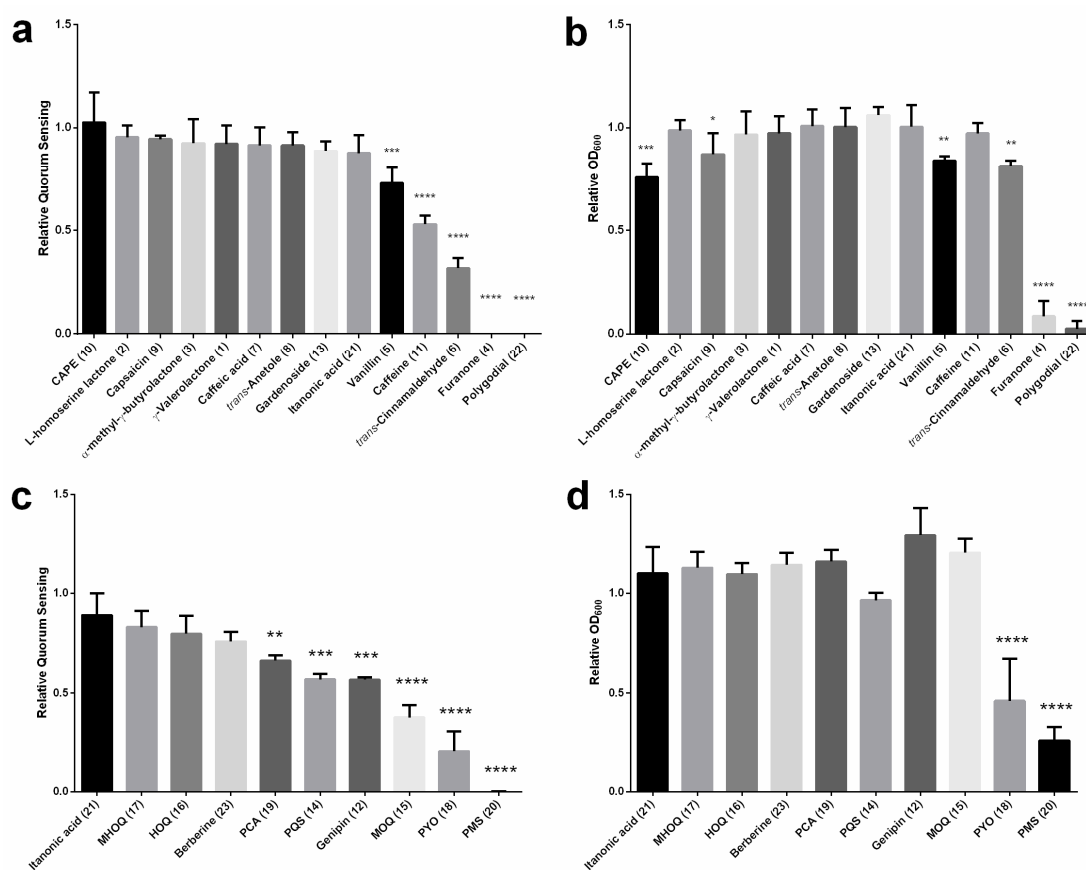 a
1.5
1.0
0.5
0.0
Relative Quorum Sensing
***
****
****
****
****
CAPE (10)
L-homoserine lactone (2)
Capsaicin (9)
α-methyl-γ-butyrolactone (3)
γ-Valerolactone (1)
Caffeic acid (7)
trans-Anetole (8)
Gardenoside (13)
Itanonic acid (21)
Vanillin (5)
Caffeine (11)
trans-Cinnamaldehyde (6)
Furanone (4)
Polygodial (22)
b
1.5
1.0
0.5
0.0
Relative OD600
***
*
**
**
****
****
CAPE (10)
L-homoserine lactone (2)
Capsaicin (9)
α-methyl-γ-butyrolactone (3)
γ-Valerolactone (1)
Caffeic acid (7)
trans-Anetole (8)
Gardenoside (13)
Itanonic acid (21)
Vanillin (5)
Caffeine (11)
trans-Cinnamaldehyde (6)
Furanone (4)
Polygodial (22)
c
1.5
1.0
0.5
0.0
Relative Quorum Sensing
**
***
***
****
****
****
Itanonic acid (21)
MHOQ (17)
HOQ (16)
Berberine (23)
PCA (19)
PQS (14)
Genipin (12)
MOQ (15)
PYO (18)
PMS (20)
d
1.5
1.0
0.5
0.0
Relative OD600
****
****
Itanonic acid (21)
MHOQ (17)
HOQ (16)
Berberine (23)
PCA (19)
PQS (14)
Genipin (12)
MOQ (15)
PYO (18)
PMS (20)